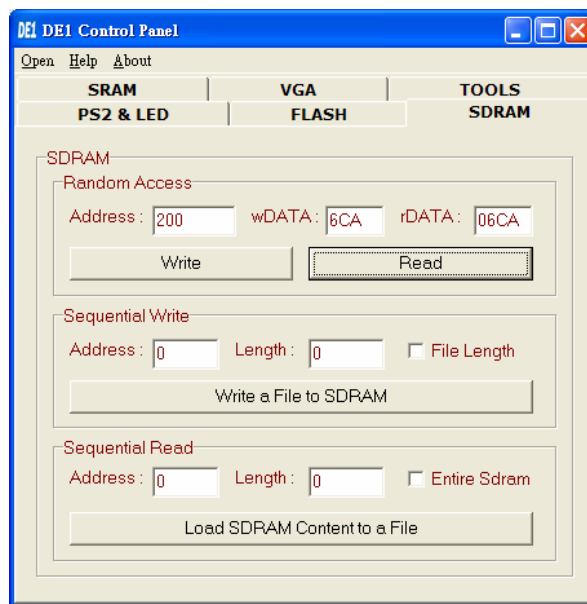 DE1 DE1 Control Panel
Open Help About
SRAM VGA TOOLS
PS2 & LED FLASH SDRAM
SDRAM
Random Access
Address : 200 wDATA : 6CA rDATA : 06CA
Write Read
Sequential Write
Address : 0 Length : 0 File Length
Write a File to SDRAM
Sequential Read
Address : 0 Length : 0 Entire Sdram
Load SDRAM Content to a File